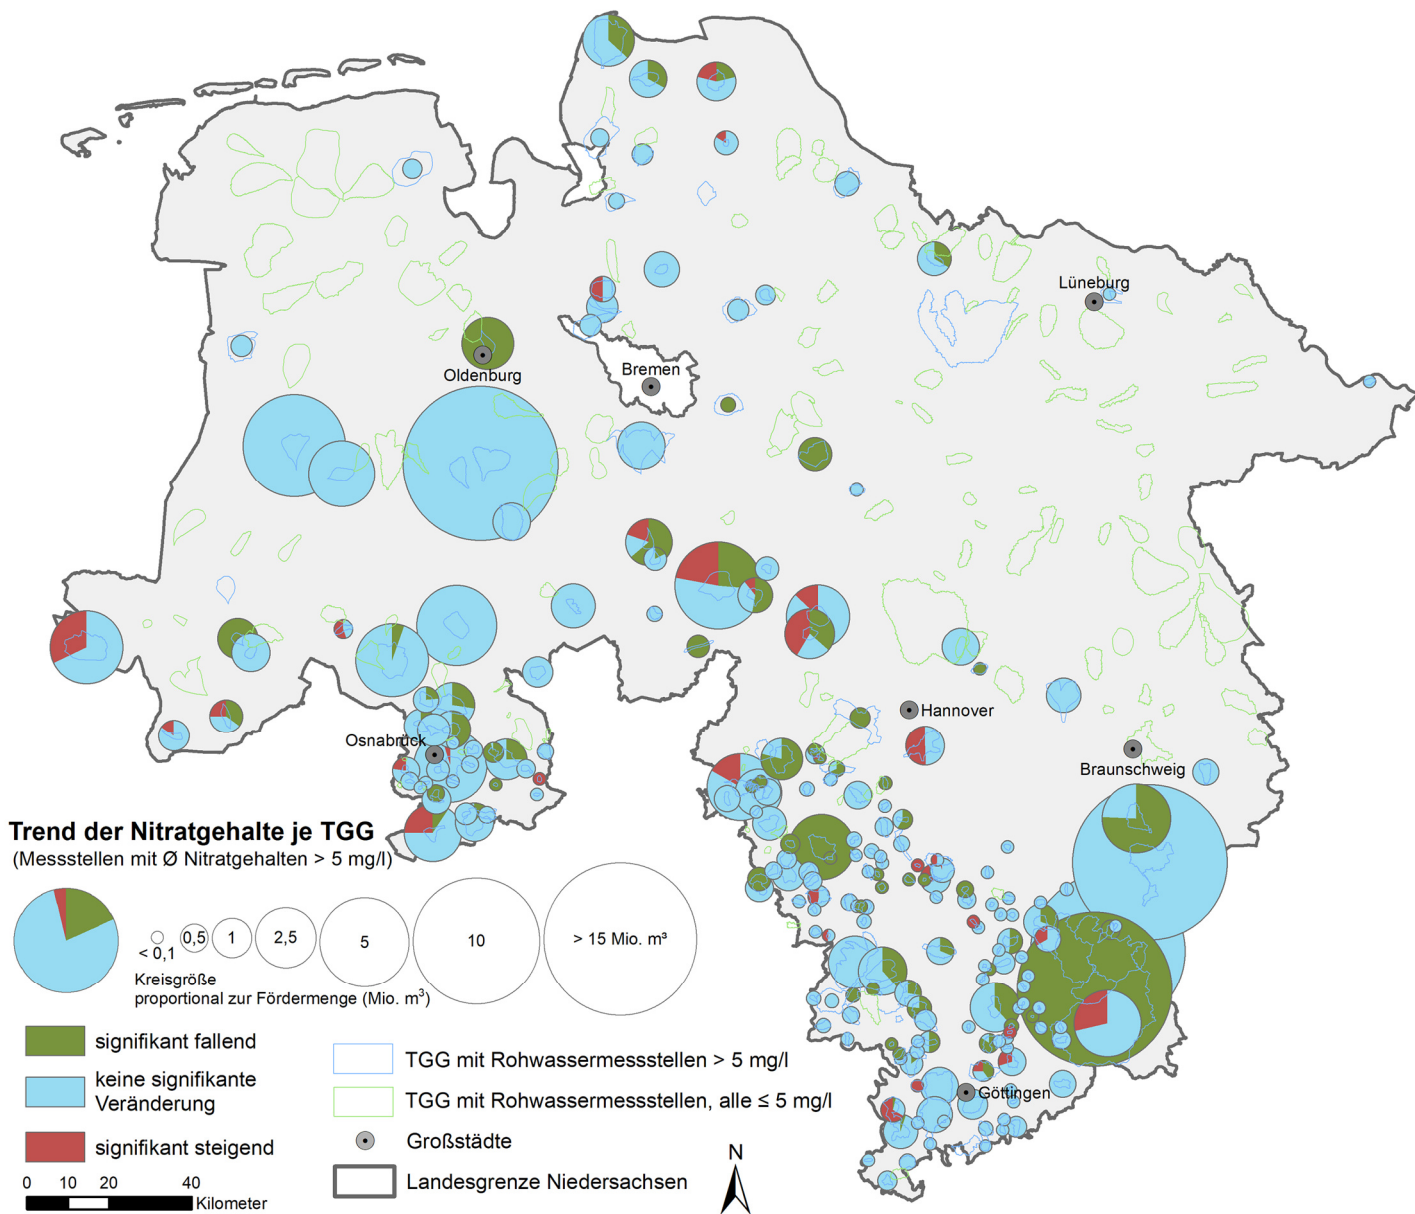 Lüneburg
Oldenburg
Bremen
Hannover
Osnabrück
Braunschweig
Göttingen
Trend der Nitratgehalte je TGG
(Messstellen mit Ø Nitratgehalten > 5 mg/l)
< 0,1
0,5
1
2,5
5
10
> 15 Mio. m³
Kreisgröße
proportional zur Fördermenge (Mio. m³)
signifikant fallend
keine signifikante
Veränderung
signifikant steigend
TGG mit Rohwassermessstellen > 5 mg/l
TGG mit Rohwassermessstellen, alle ≤ 5 mg/l
Großstädte
Landesgrenze Niedersachsen
0 10 20 40
Kilometer
N